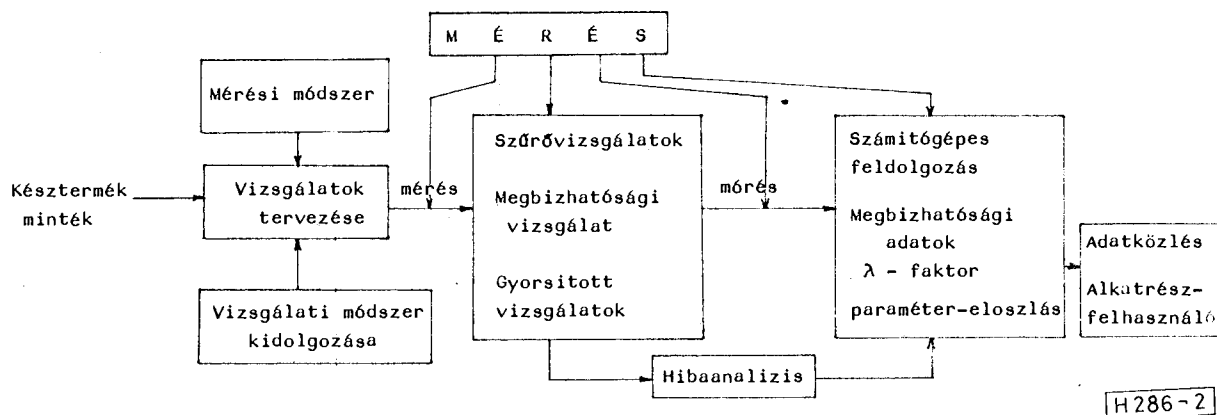 M É R É S
Mérési módszer
Késztermék
minték
Vizsgálatok
tervezése
Vizsgálati módszer
kidolgozása
mérés
Szűrővizsgálatok
Megbizhatósági
vizsgálat
Gyorsitott
vizsgálatok
mórés
Hibaanalizis
Számitógépes
feldolgozás
Megbizhatósági
adatok
λ - faktor
paraméter-eloszlás
Adatközlés
Alkatrész-
felhasználó
H286-2